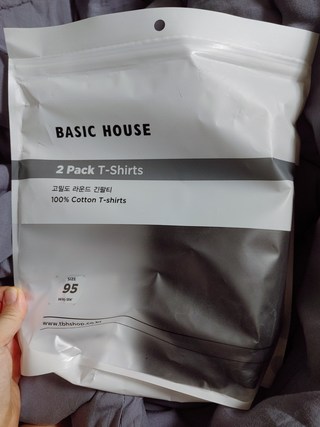 BASIC HOUSE
2 Pack T-Shirts
고밀도 라운드 긴팔티
100% Cotton T-shirts
SIZE
95
www.tbhshop.co.kr